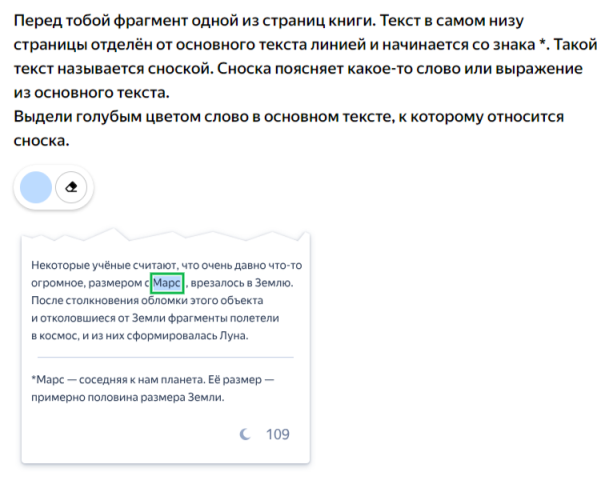 Перед тобой фрагмент одной из страниц книги. Текст в самом низу
страницы отделён от основного текста линией и начинается со знака *. Такой
текст называется сноской. Сноска поясняет какое-то слово или выражение
из основного текста.
Выдели голубым цветом слово в основном тексте, к которому относится
сноска.
Некоторые учёные считают, что очень давно что-то
огромное, размером с Марс , врезалось в Землю.
После столкновения обломки этого объекта
и отколовшиеся от Земли фрагменты полетели
в космос, и из них сформировалась Луна.
*Марс — соседняя к нам планета. Её размер —
примерно половина размера Земли.
109